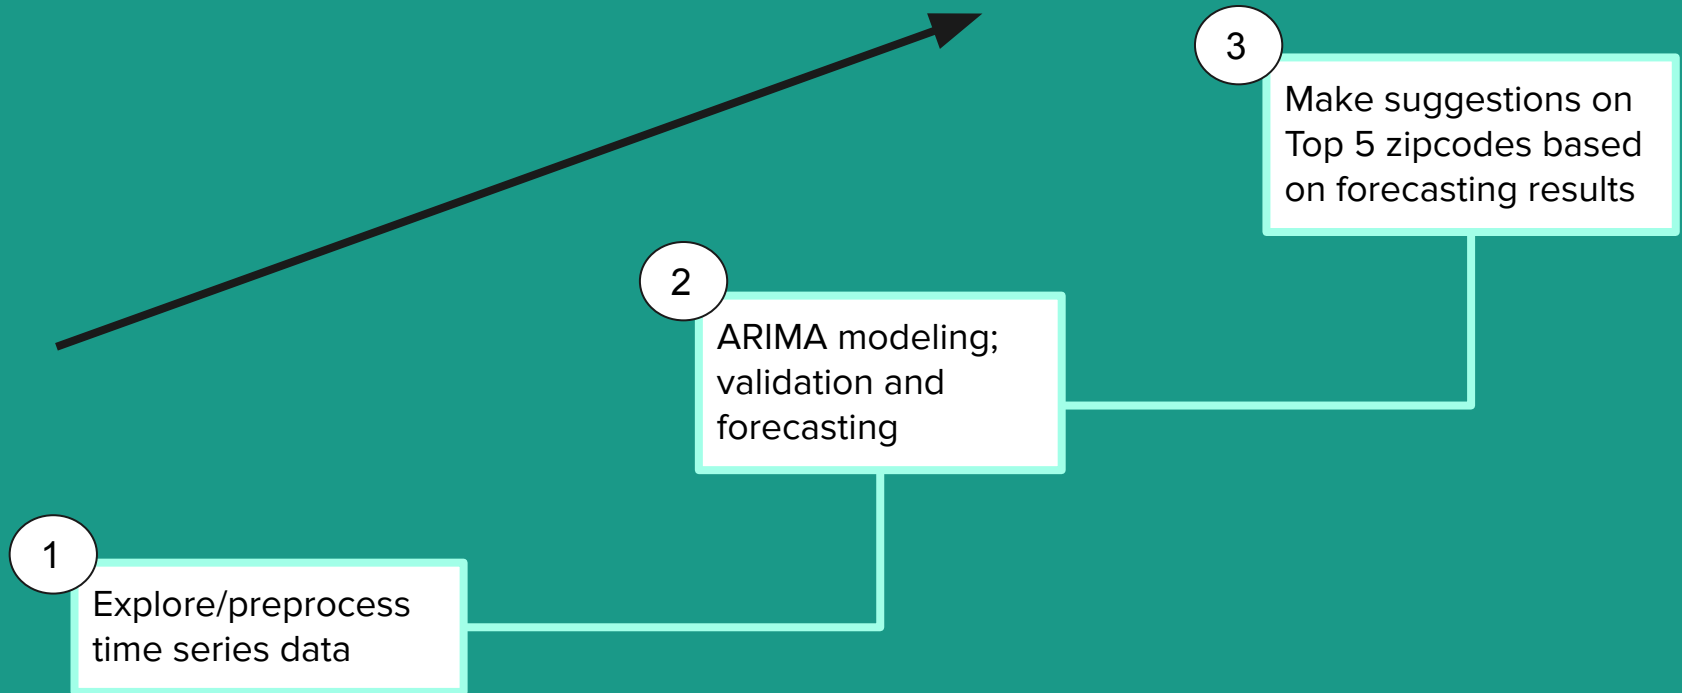 1
Explore/preprocess
time series data
2
ARIMA modeling;
validation and
forecasting
3
Make suggestions on
Top 5 zipcodes based
on forecasting results